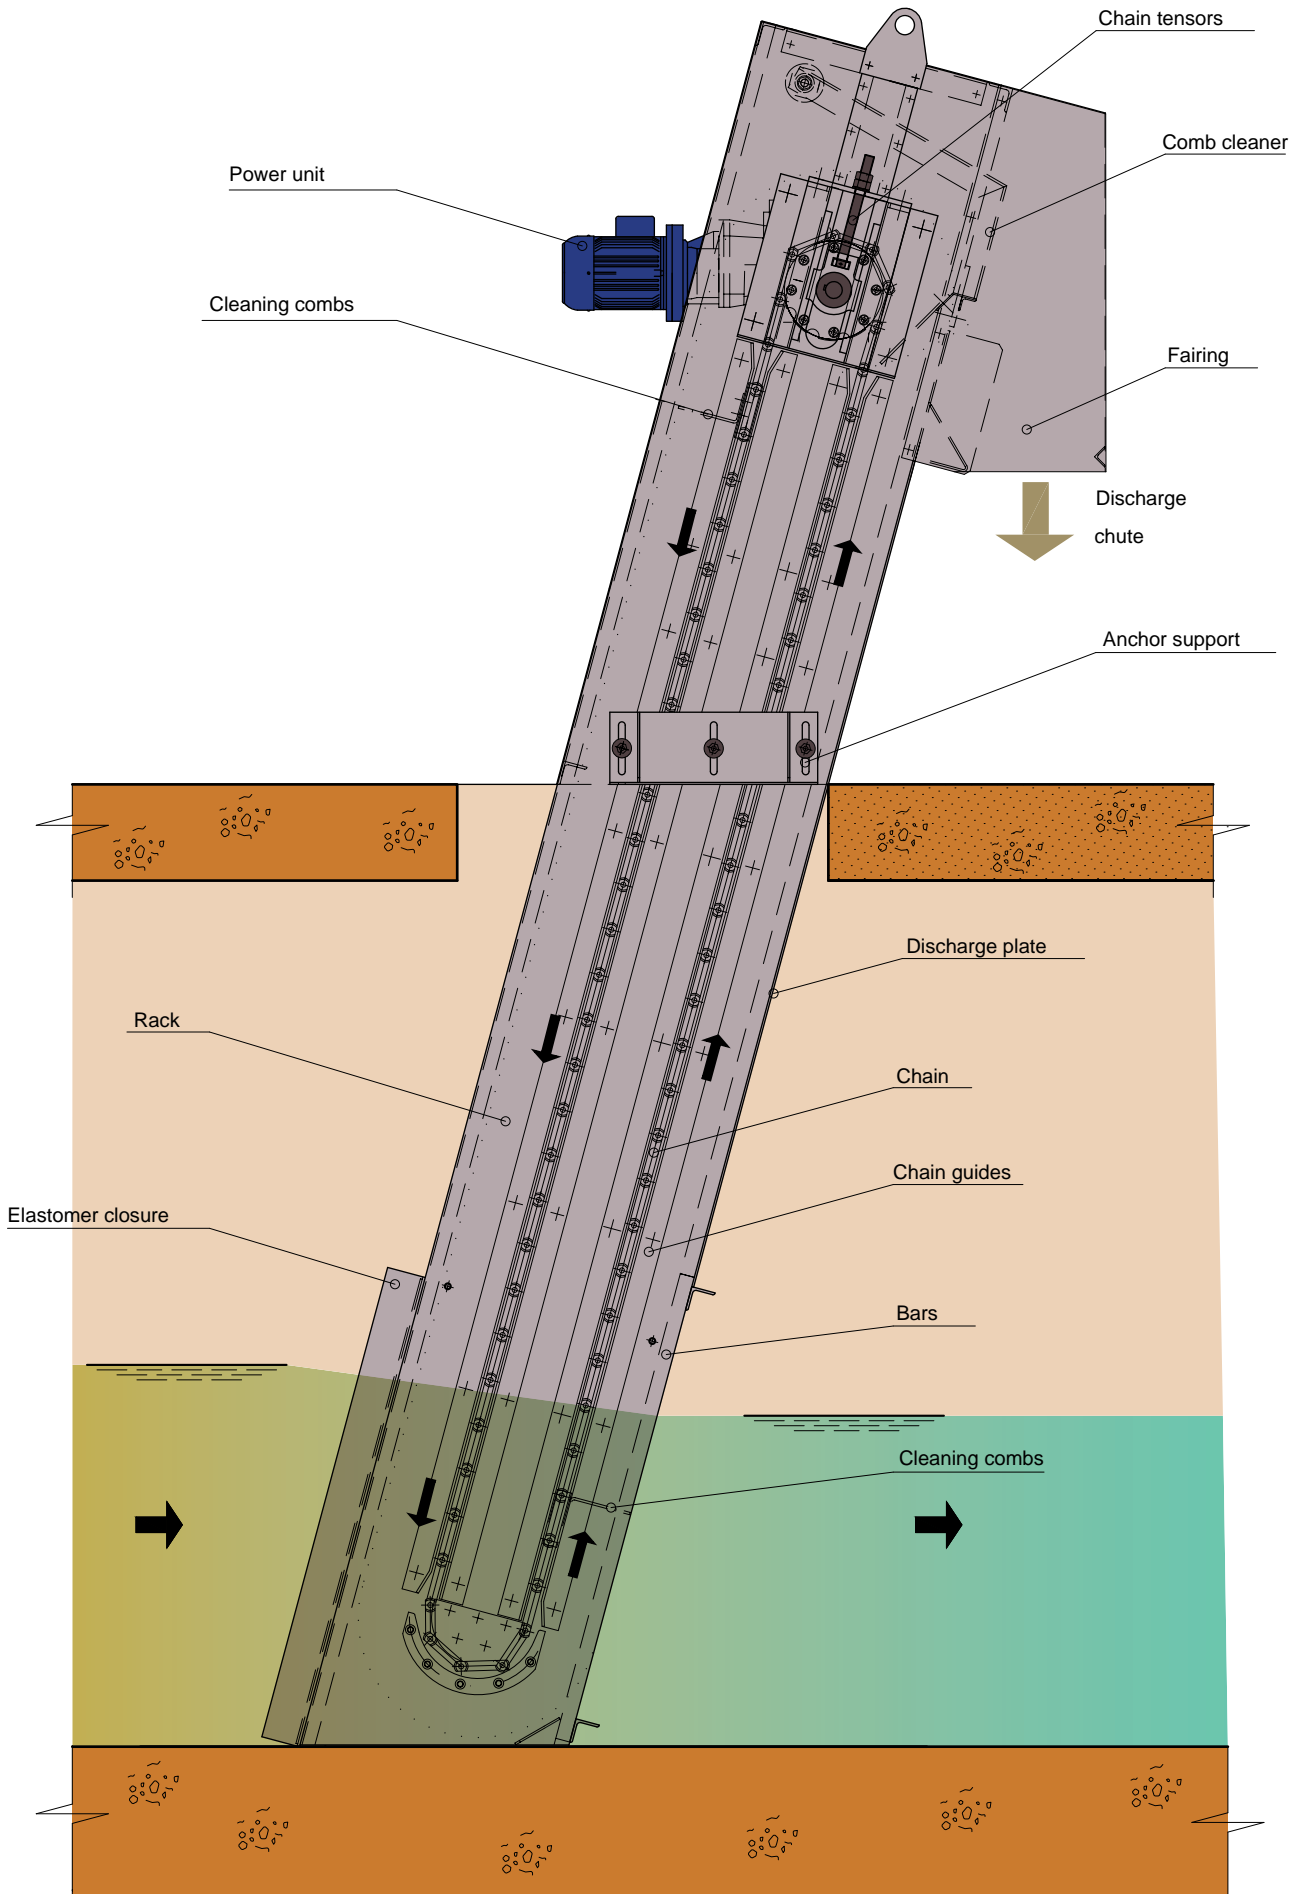 Chain tensors
Comb cleaner
Power unit
Cleaning combs
Fairing
Discharge
chute
Anchor support
Discharge plate
Rack
Chain
Chain guides
Elastomer closure
Bars
Cleaning combs